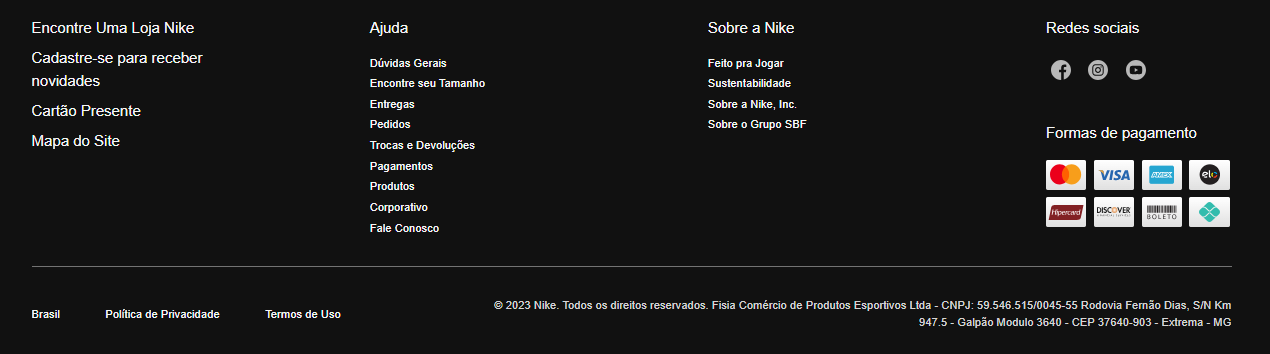 Encontre Uma Loja Nike
Cadastre-se para receber
novidades
Cartão Presente
Mapa do Site
Ajuda
Dúvidas Gerais
Encontre seu Tamanho
Entregas
Pedidos
Trocas e Devoluções
Pagamentos
Produtos
Corporativo
Fale Conosco
Sobre a Nike
Feito pra Jogar
Sustentabilidade
Sobre a Nike, Inc.
Sobre o Grupo SBF
Redes sociais
Formas de pagamento
VISA
AMEX
elo
Hipercard
DISCOVER
BOLETO
Brasil
Política de Privacidade
Termos de Uso
© 2023 Nike. Todos os direitos reservados. Fisia Comércio de Produtos Esportivos Ltda - CNPJ: 59.546.515/0045-55 Rodovia Fernão Dias, S/N Km
947.5 - Galpão Modulo 3640 - CEP 37640-903 - Extrema - MG